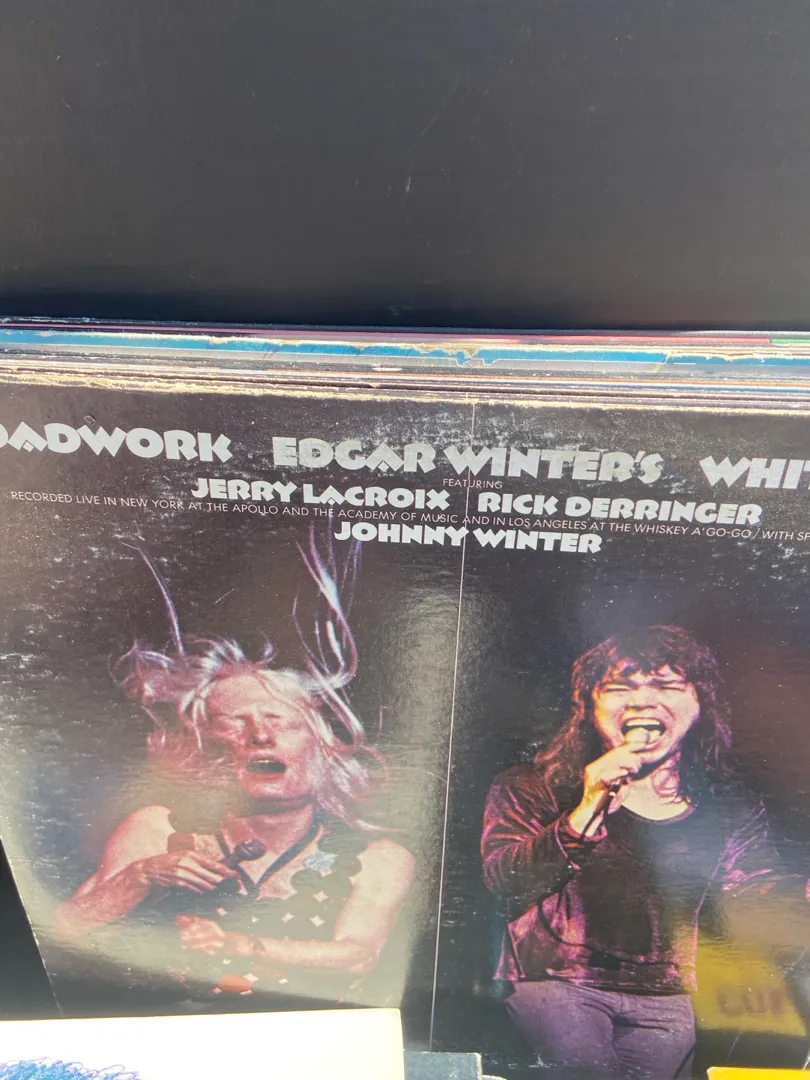 OADWORK EDGAR WINTER'S WHIT
FEATURING
JERRY LACROIX RICK DERRINGER
RECORDED LIVE IN NEW YORK AT THE APOLLO AND THE ACADEMY OF MUSIC AND IN LOS ANGELES AT THE WHISKEY A' GO-GO / WITH SP
JOHNNY WINTER